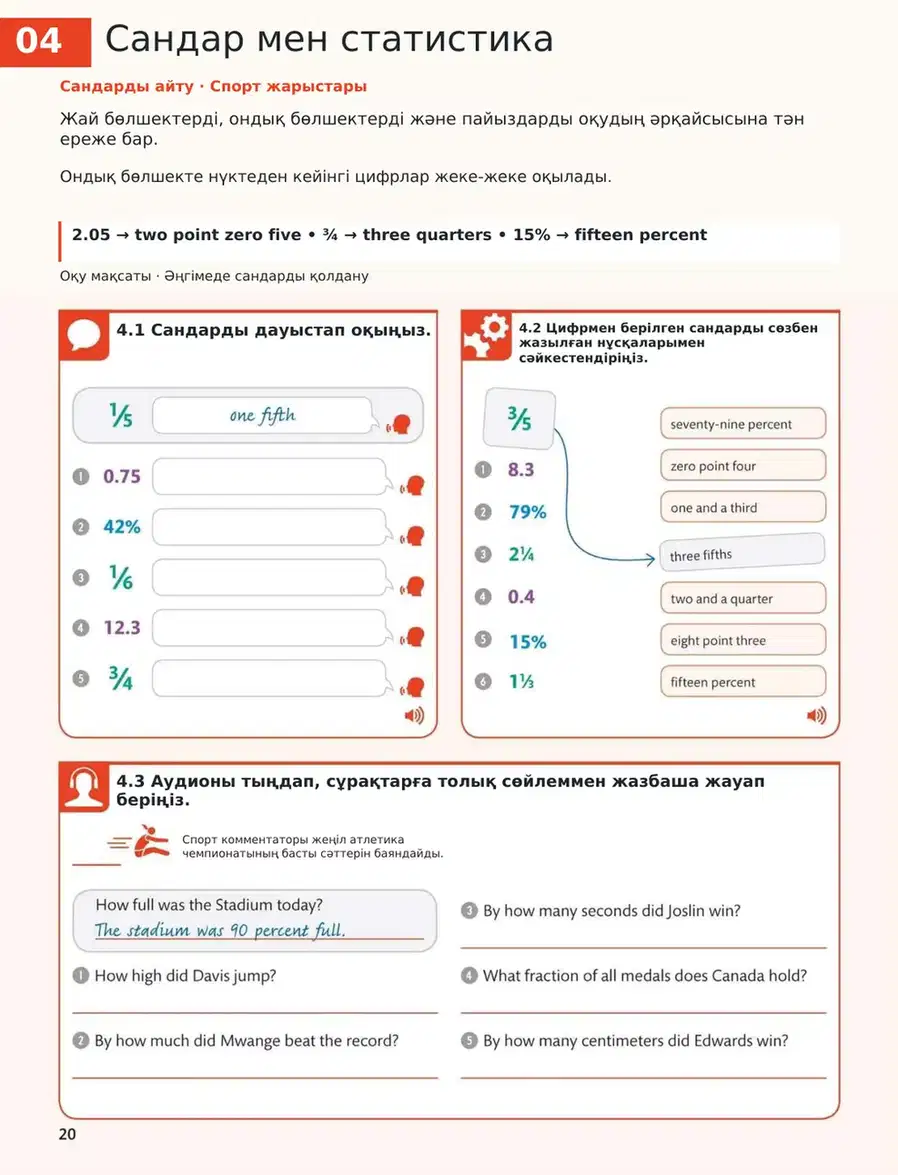 04
Сандар мен статистика
Сандарды айту · Спорт жарыстары
Жай бөлшектерді, ондық бөлшектерді және пайыздарды оқудың әрқайсысына тән
ереже бар.
Ондық бөлшекте нүктеден кейінгі цифрлар жеке-жеке оқылады.
2.05 → two point zero five • ¾ → three quarters • 15% → fifteen percent
Оқу мақсаты · Әңгімеде сандарды қолдану
4.1 Сандарды дауыстап оқыңыз.
⅕ one fifth
1 0.75
2 42%
3 ⅙
4 12.3
5 ¾
4.2 Цифрмен берілген сандарды сөзбен
жазылған нұсқаларымен
сәйкестендіріңіз.
⅗
1 8.3
2 79%
3 2¼
4 0.4
5 15%
6 1⅓
seventy-nine percent
zero point four
one and a third
three fifths
two and a quarter
eight point three
fifteen percent
4.3 Аудионы тыңдап, сұрақтарға толық сөйлеммен жазбаша жауап
беріңіз.
Спорт комментаторы жеңіл атлетика
чемпионатының басты сәттерін баяндайды.
How full was the Stadium today?
The stadium was 90 percent full.
1 How high did Davis jump?
2 By how much did Mwange beat the record?
3 By how many seconds did Joslin win?
4 What fraction of all medals does Canada hold?
5 By how many centimeters did Edwards win?
20